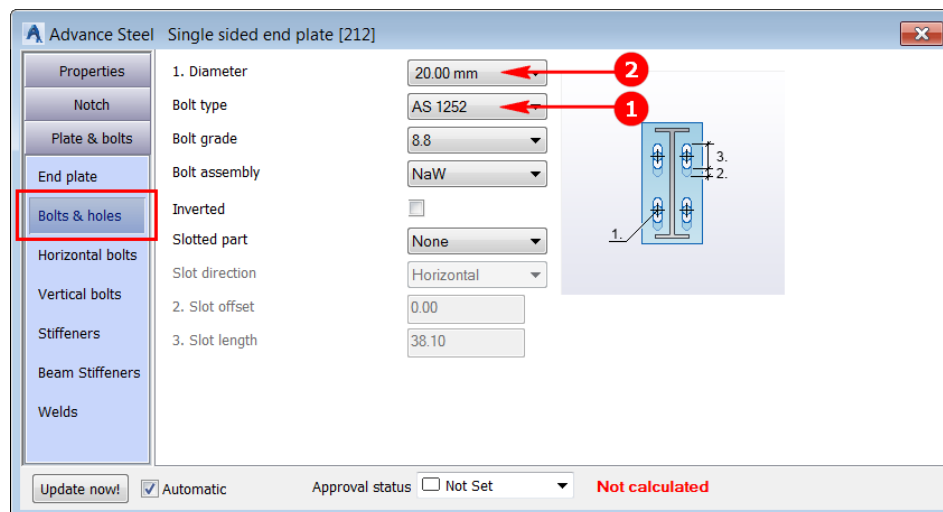 Advance Steel Single sided end plate [212]
Properties
Notch
Plate & bolts
End plate
Bolts & holes
Horizontal bolts
Vertical bolts
Stiffeners
Beam Stiffeners
Welds
1. Diameter 20.00 mm 2
Bolt type AS 1252 1
Bolt grade 8.8
Bolt assembly NaW
Inverted
Slotted part None
Slot direction Horizontal
2. Slot offset 0.00
3. Slot length 38.10
3.
2.
1.
Update now! Automatic Approval status Not Set Not calculated